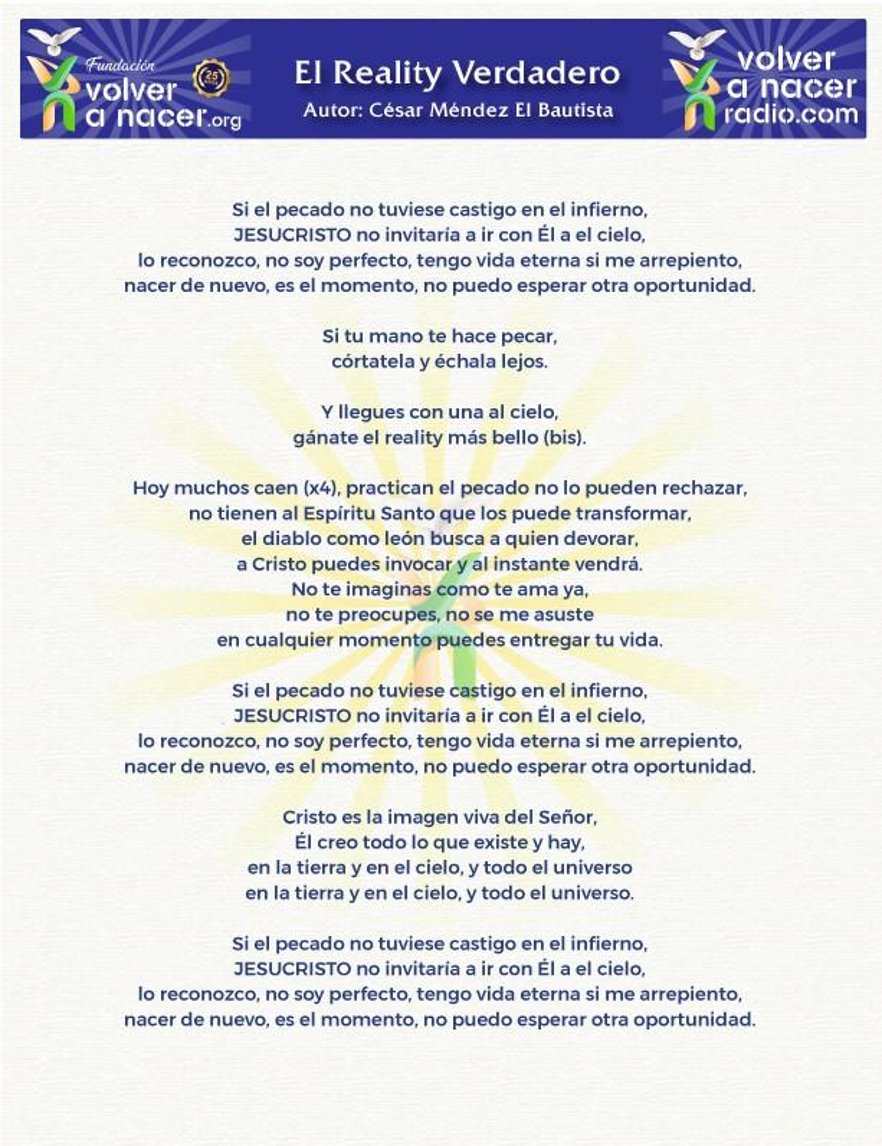 Fundación
volver
a nacer.org
25
El Reality Verdadero
Autor: César Méndez El Bautista
volver
a nacer
radio.com
Si el pecado no tuviese castigo en el infierno,
JESUCRISTO no invitaría a ir con Él a el cielo,
lo reconozco, no soy perfecto, tengo vida eterna si me arrepiento,
nacer de nuevo, es el momento, no puedo esperar otra oportunidad.
Si tu mano te hace pecar,
córtatela y échala lejos.
Y llegues con una al cielo,
gánate el reality más bello (bis).
Hoy muchos caen (x4), practican el pecado no lo pueden rechazar,
no tienen al Espíritu Santo que los puede transformar,
el diablo como león busca a quien devorar,
a Cristo puedes invocar y al instante vendrá.
No te imaginas como te ama ya,
no te preocupes, no se me asuste
en cualquier momento puedes entregar tu vida.
Si el pecado no tuviese castigo en el infierno,
JESUCRISTO no invitaría a ir con Él a el cielo,
lo reconozco, no soy perfecto, tengo vida eterna si me arrepiento,
nacer de nuevo, es el momento, no puedo esperar otra oportunidad.
Cristo es la imagen viva del Señor,
Él creo todo lo que existe y hay,
en la tierra y en el cielo, y todo el universo
en la tierra y en el cielo, y todo el universo.
Si el pecado no tuviese castigo en el infierno,
JESUCRISTO no invitaría a ir con Él a el cielo,
lo reconozco, no soy perfecto, tengo vida eterna si me arrepiento,
nacer de nuevo, es el momento, no puedo esperar otra oportunidad.